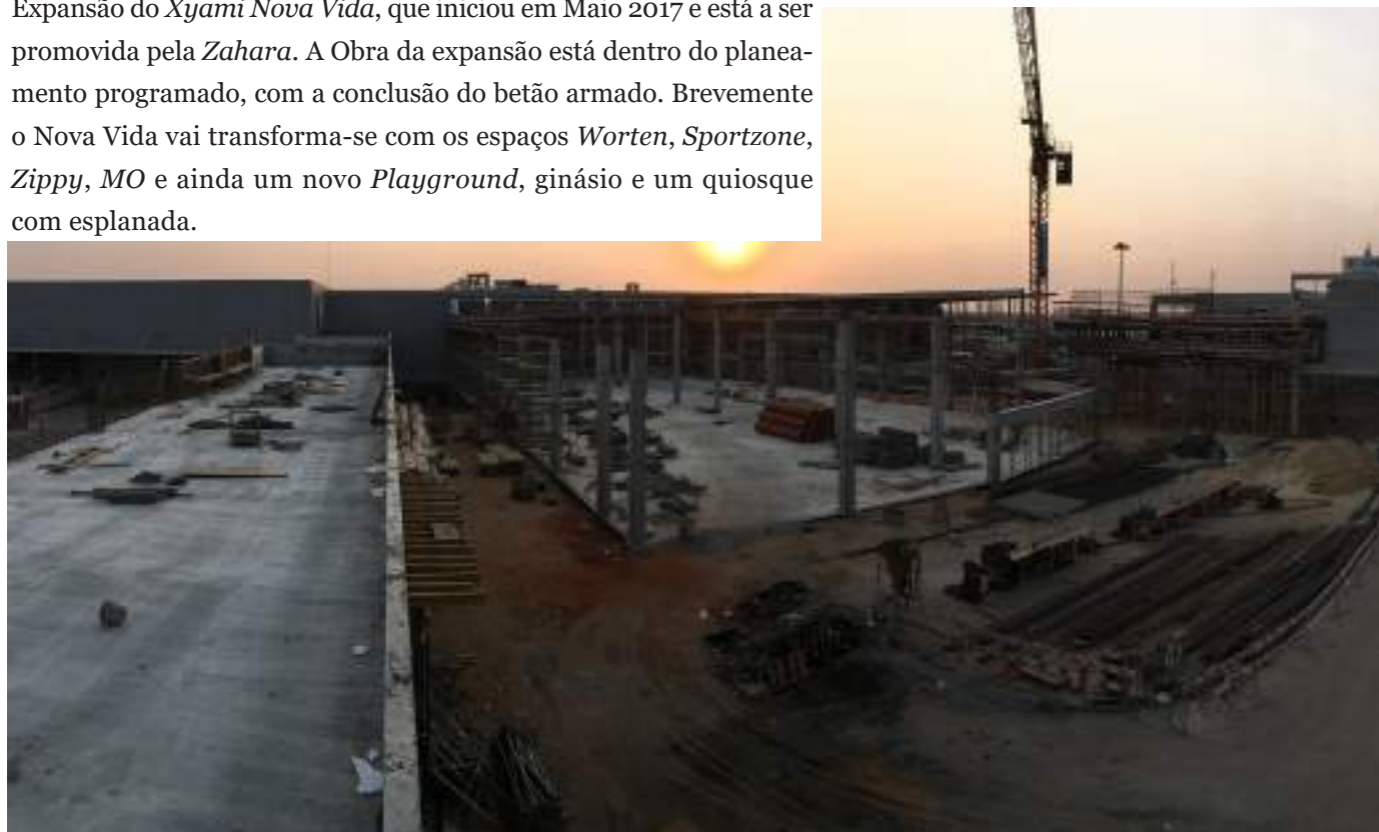 Expansão do Xyami Nova Vida, que iniciou em Maio 2017 e está a ser
promovida pela Zahara. A Obra da expansão está dentro do planea-
mento programado, com a conclusão do betão armado. Brevemente
o Nova Vida vai transforma-se com os espaços Worten, Sportzone,
Zippy, MO e ainda um novo Playground, ginásio e um quiosque
com esplanada.